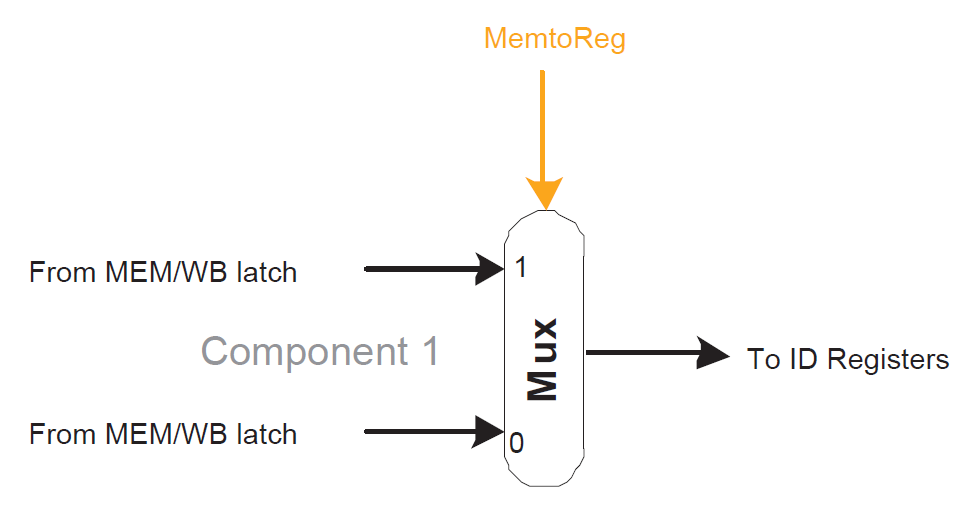 MemtoReg
From MEM/WB latch
1
Component 1
Mux
To ID Registers
From MEM/WB latch
0